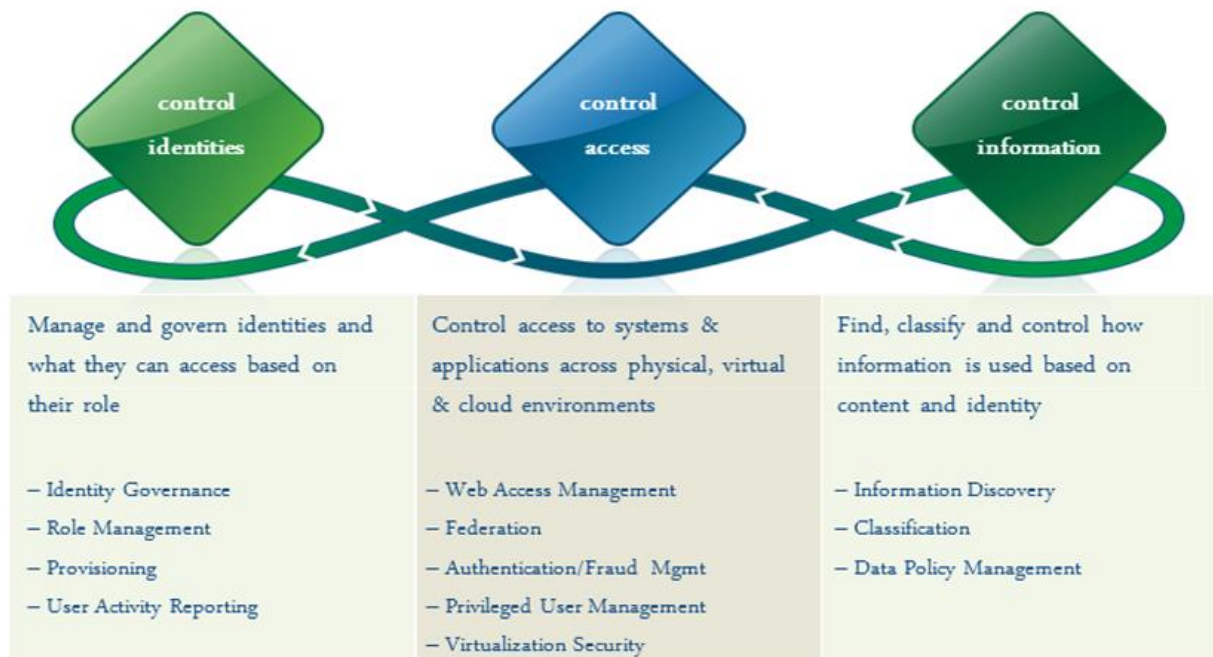 control
identities
control
access
control
information
Manage and govern identities and
what they can access based on
their role
– Identity Governance
– Role Management
– Provisioning
– User Activity Reporting
Control access to systems &
applications across physical, virtual
& cloud environments
– Web Access Management
– Federation
– Authentication/Fraud Mgmt
– Privileged User Management
– Virtualization Security
Find, classify and control how
information is used based on
content and identity
– Information Discovery
– Classification
– Data Policy Management